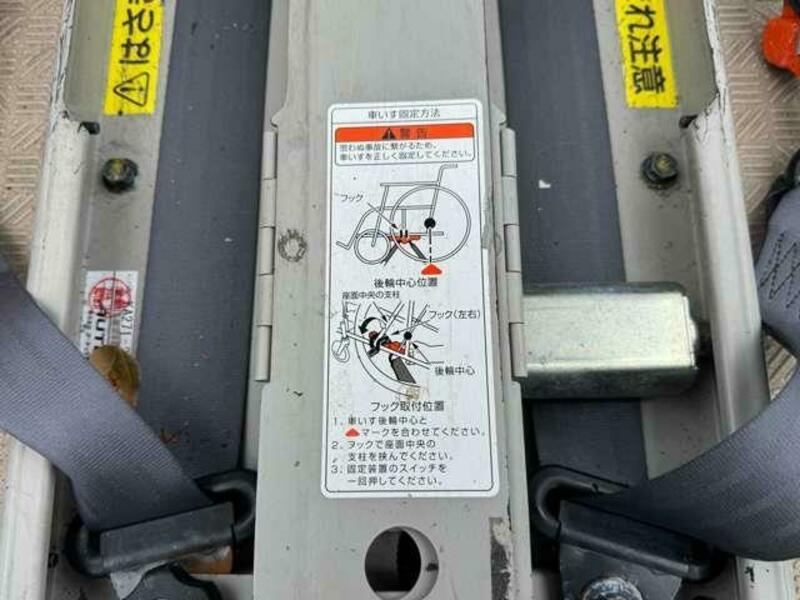 はさ
れ注意
車いす固定方法
警告
思わぬ事故に繋がるため、
車いすを正しく固定してください。
フック
後輪中心位置
座面中央の支柱
フック(左右)
後輪中心
フック取付位置
1. 車いす後輪中心と
▲マークを合わせてください。
2. フックで座面中央の
支柱を挟んでください。
3. 固定装置のスイッチを
一回押してください。